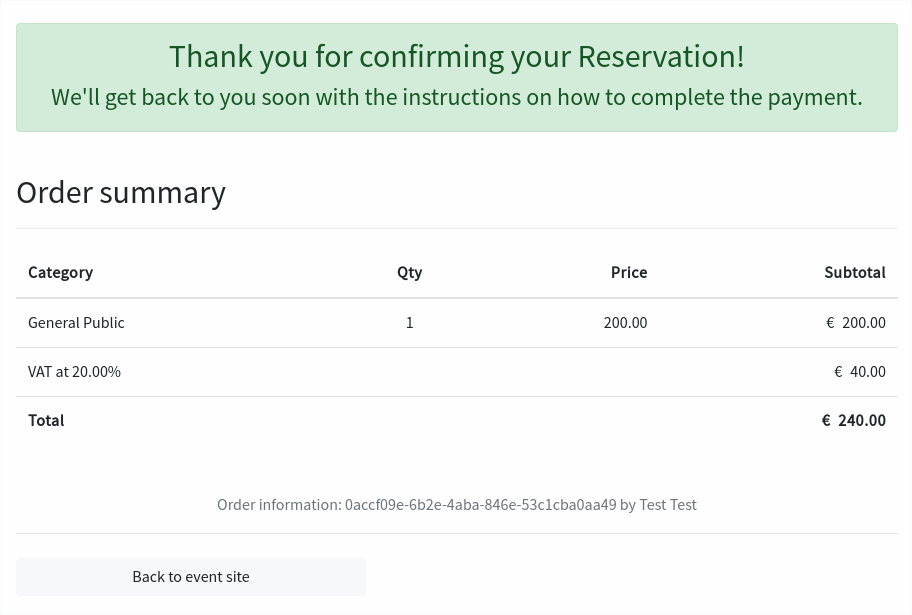 Thank you for confirming your Reservation!
We'll get back to you soon with the instructions on how to complete the payment.
Order summary
Category Qty Price Subtotal
General Public 1 200.00 € 200.00
VAT at 20.00% € 40.00
Total € 240.00
Order information: 0accf09e-6b2e-4aba-846e-53c1cba0aa49 by Test Test
Back to event site